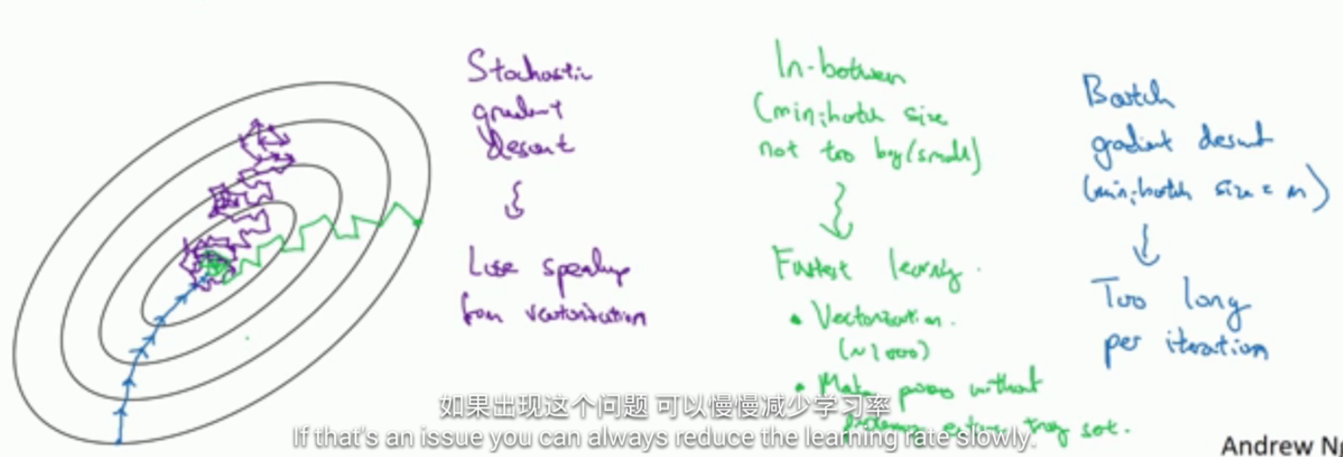 Stochastic
gradient
descent
Lose speedup
from vectorization
In-between
(mini-batch size
not too big/small)
Fastest learning.
• Vectorization.
(~1000)
• Make progress without
entire set.
Batch
gradient descent
(mini-batch size = m)
Too long
per iteration
如果出现这个问题 可以慢慢减少学习率
If that's an issue you can always reduce the learning rate slowly.
Andrew Ng